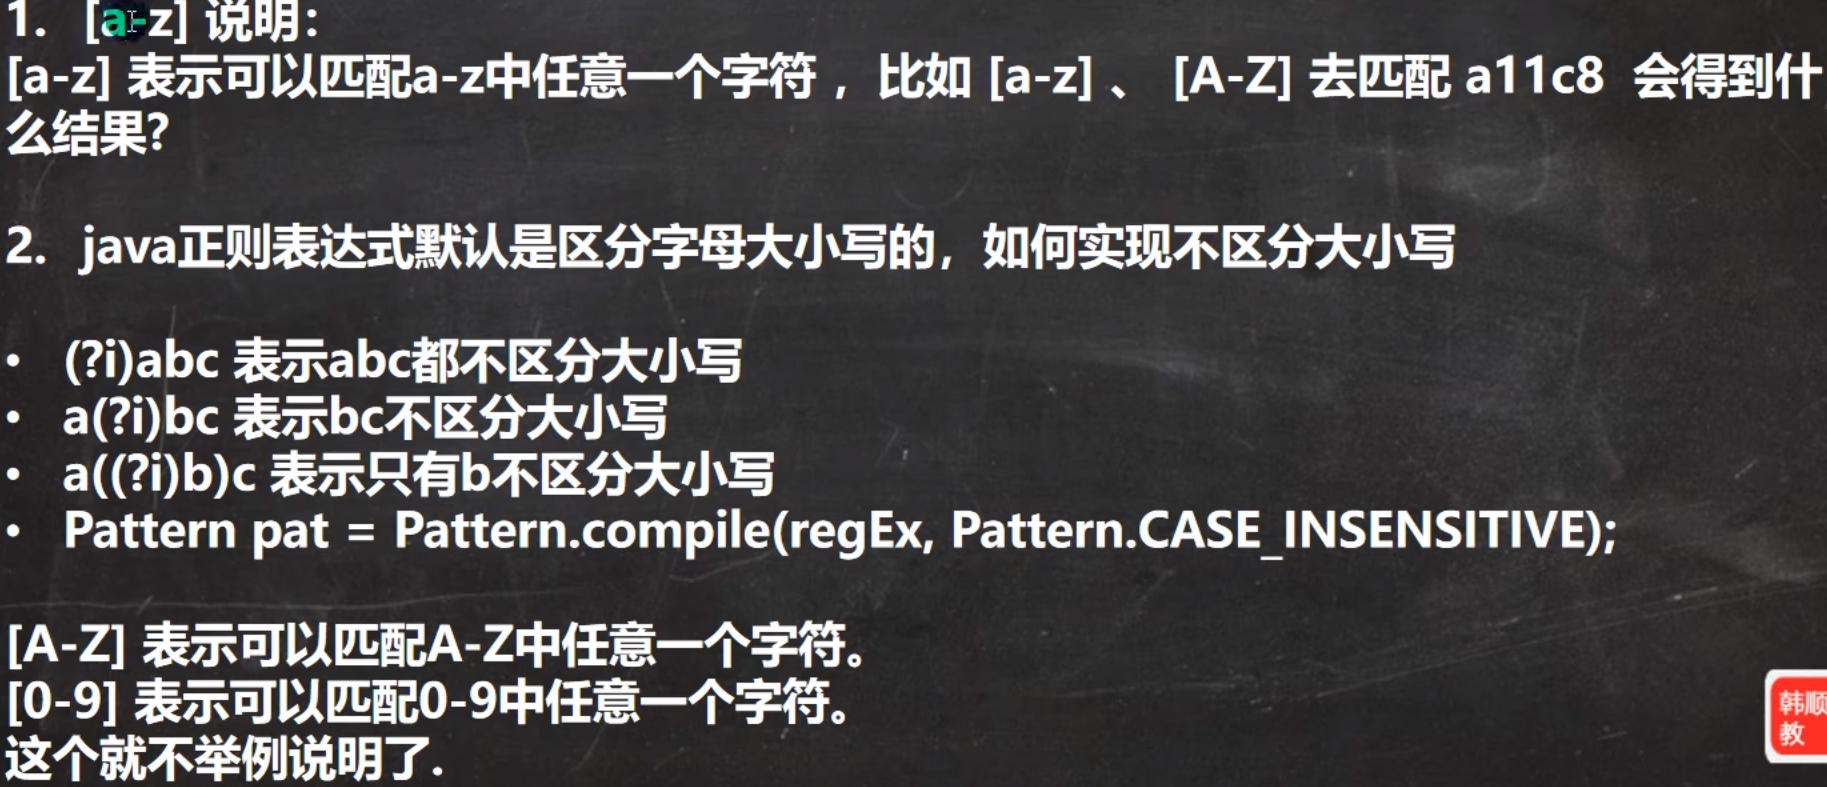 1. [a-z] 说明：
[a-z] 表示可以匹配a-z中任意一个字符 ，比如 [a-z] 、 [A-Z] 去匹配 a11c8 会得到什
么结果?
2. java正则表达式默认是区分字母大小写的，如何实现不区分大小写
• (?i)abc 表示abc都不区分大小写
• a(?i)bc 表示bc不区分大小写
• a((?i)b)c 表示只有b不区分大小写
• Pattern pat = Pattern.compile(regEx, Pattern.CASE_INSENSITIVE);
[A-Z] 表示可以匹配A-Z中任意一个字符。
[0-9] 表示可以匹配0-9中任意一个字符。
这个就不举例说明了.
韩顺
教